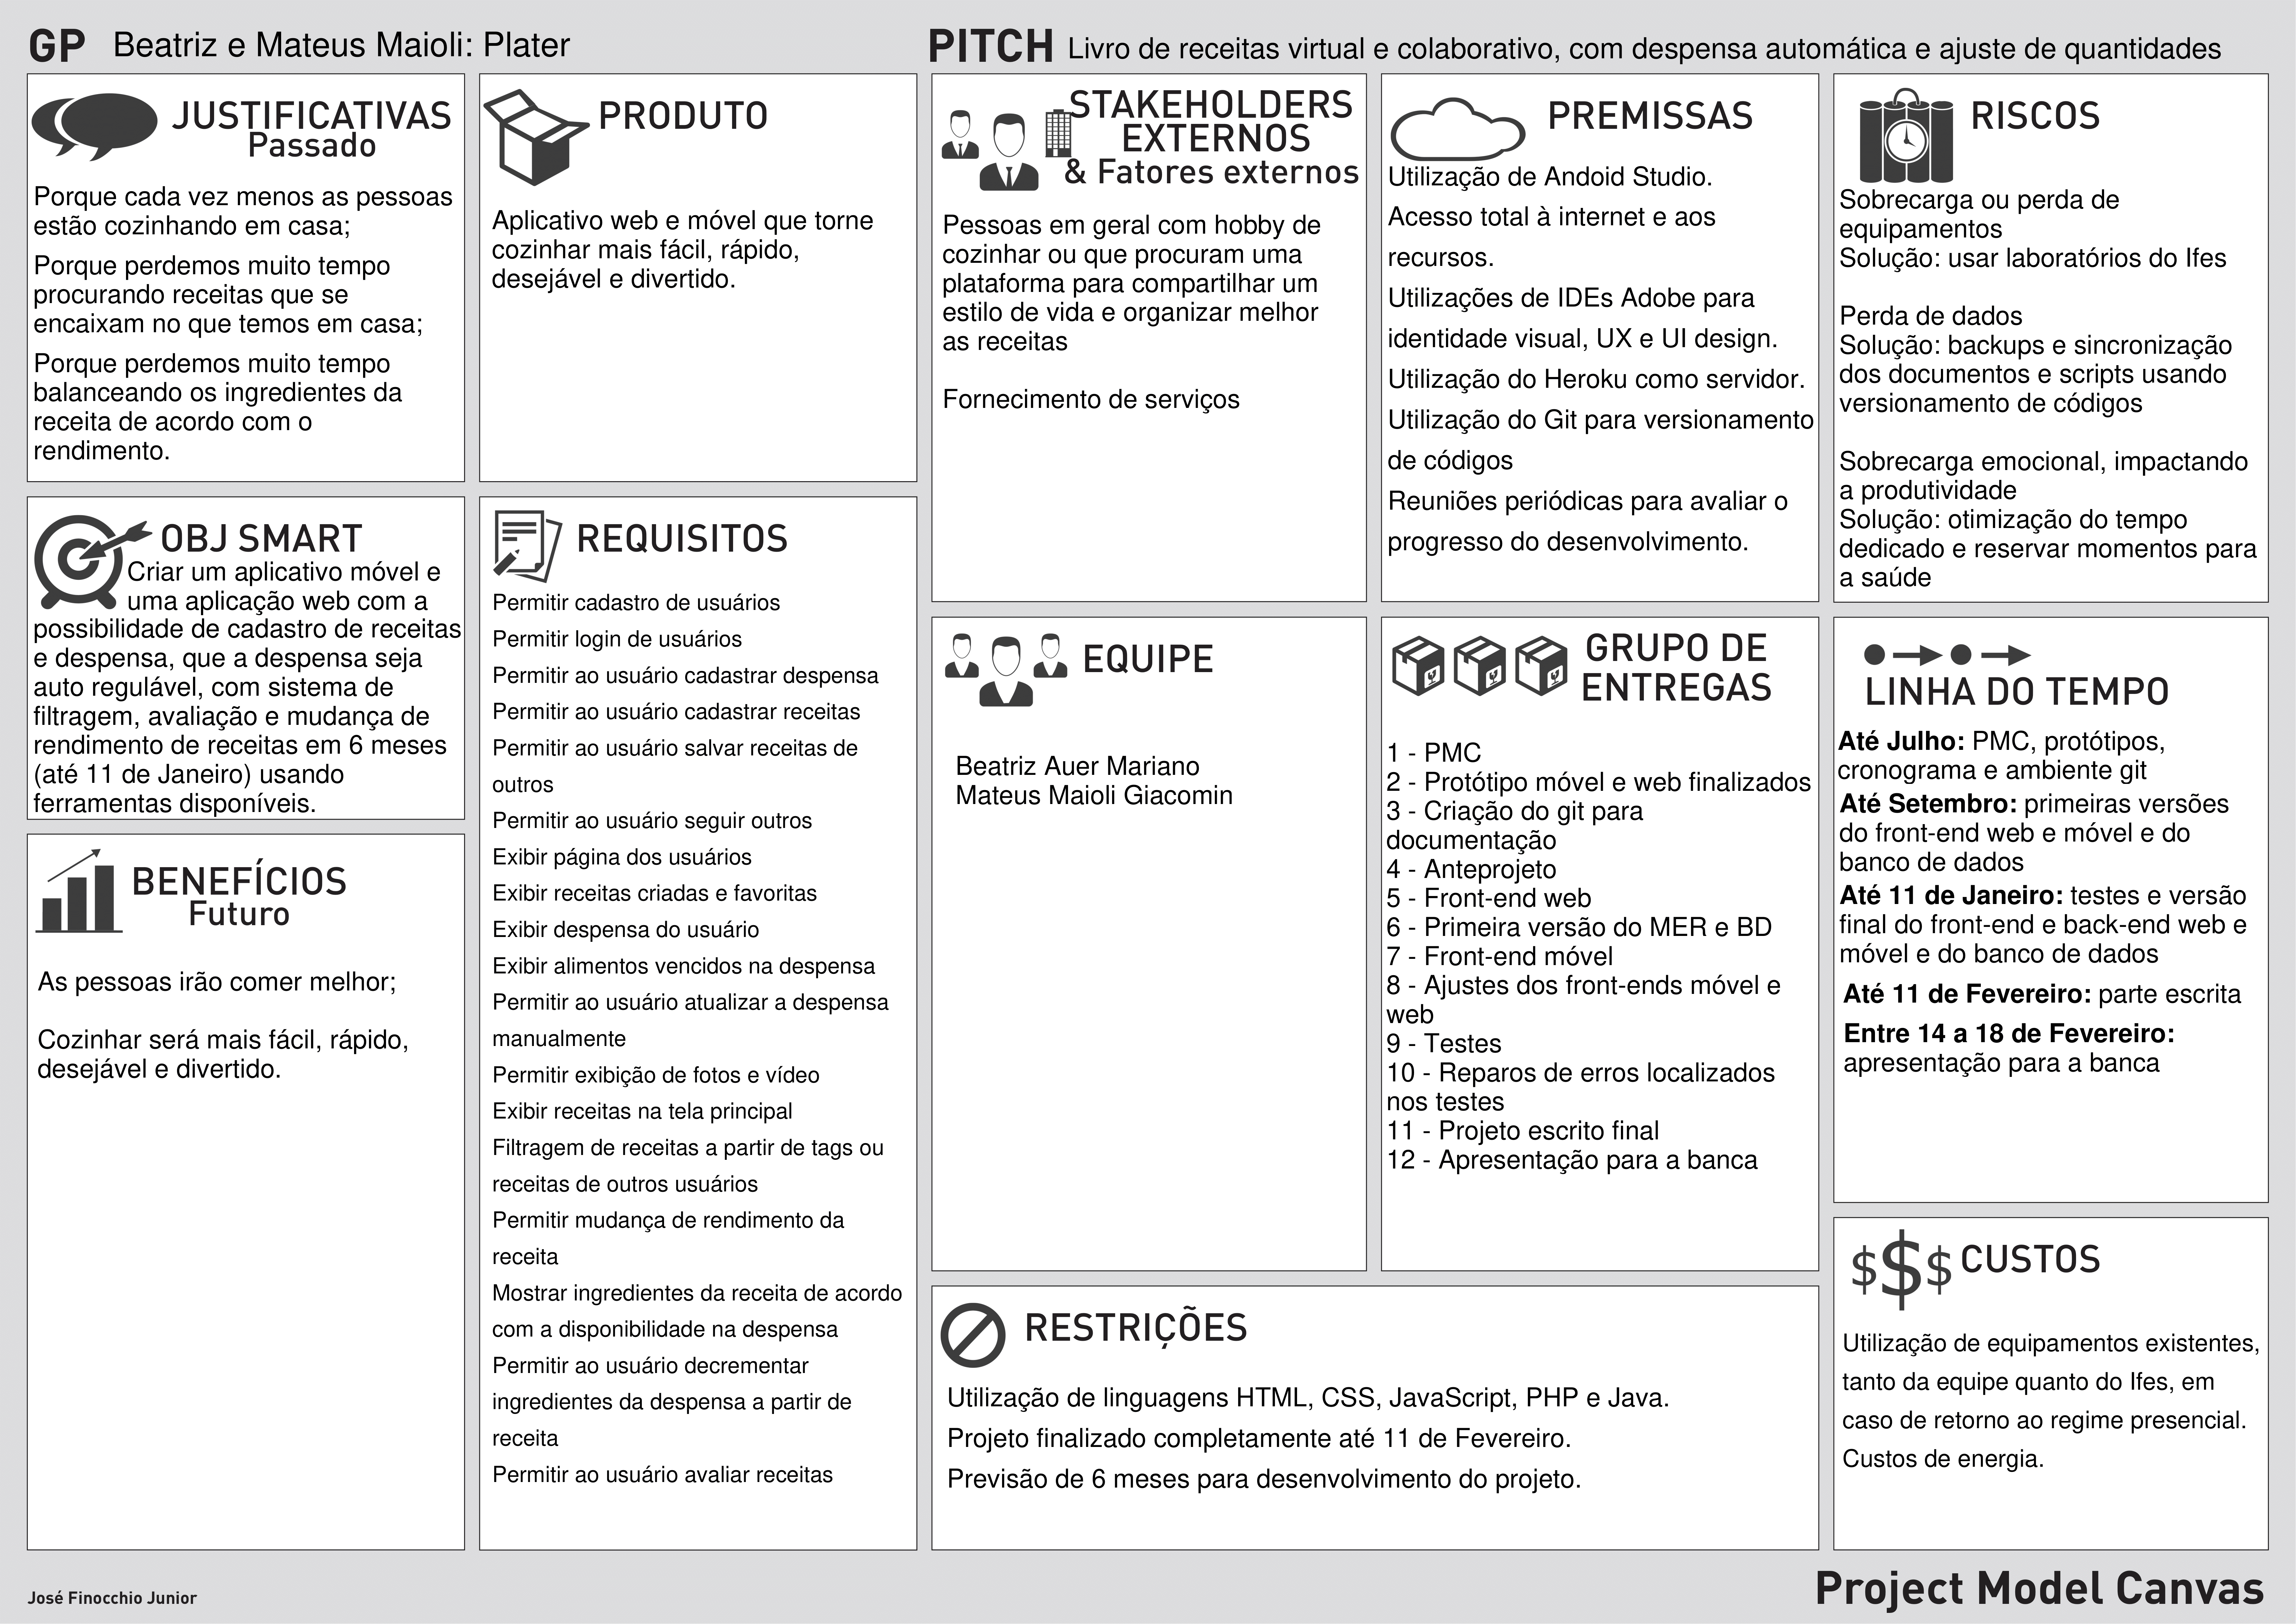 GP Beatriz e Mateus Maioli: Plater
PITCH Livro de receitas virtual e colaborativo, com despensa automática e ajuste de quantidades
JUSTIFICATIVAS
Passado
Porque cada vez menos as pessoas
estão cozinhando em casa;
Porque perdemos muito tempo
procurando receitas que se
encaixam no que temos em casa;
Porque perdemos muito tempo
balanceando os ingredientes da
receita de acordo com o
rendimento.
OBJ SMART
Criar um aplicativo móvel e
uma aplicação web com a
possibilidade de cadastro de receitas
e despensa, que a despensa seja
auto regulável, com sistema de
filtragem, avaliação e mudança de
rendimento de receitas em 6 meses
(até 11 de Janeiro) usando
ferramentas disponíveis.
BENEFÍCIOS
Futuro
As pessoas irão comer melhor;
Cozinhar será mais fácil, rápido,
desejável e divertido.
PRODUTO
Aplicativo web e móvel que torne
cozinhar mais fácil, rápido,
desejável e divertido.
REQUISITOS
Permitir cadastro de usuários
Permitir login de usuários
Permitir ao usuário cadastrar despensa
Permitir ao usuário cadastrar receitas
Permitir ao usuário salvar receitas de
outros
Permitir ao usuário seguir outros
Exibir página dos usuários
Exibir receitas criadas e favoritas
Exibir despensa do usuário
Exibir alimentos vencidos na despensa
Permitir ao usuário atualizar a despensa
manualmente
Permitir exibição de fotos e vídeo
Exibir receitas na tela principal
Filtragem de receitas a partir de tags ou
receitas de outros usuários
Permitir mudança de rendimento da
receita
Mostrar ingredientes da receita de acordo
com a disponibilidade na despensa
Permitir ao usuário decrementar
ingredientes da despensa a partir de
receita
Permitir ao usuário avaliar receitas
STAKEHOLDERS
EXTERNOS
& Fatores externos
Pessoas em geral com hobby de
cozinhar ou que procuram uma
plataforma para compartilhar um
estilo de vida e organizar melhor
as receitas
Fornecimento de serviços
EQUIPE
Beatriz Auer Mariano
Mateus Maioli Giacomin
PREMISSAS
Utilização de Andoid Studio.
Acesso total à internet e aos
recursos.
Utilizações de IDEs Adobe para
identidade visual, UX e UI design.
Utilização do Heroku como servidor.
Utilização do Git para versionamento
de códigos
Reuniões periódicas para avaliar o
progresso do desenvolvimento.
GRUPO DE
ENTREGAS
1 - PMC
2 - Protótipo móvel e web finalizados
3 - Criação do git para
documentação
4 - Anteprojeto
5 - Front-end web
6 - Primeira versão do MER e BD
7 - Front-end móvel
8 - Ajustes dos front-ends móvel e
web
9 - Testes
10 - Reparos de erros localizados
nos testes
11 - Projeto escrito final
12 - Apresentação para a banca
RESTRIÇÕES
Utilização de linguagens HTML, CSS, JavaScript, PHP e Java.
Projeto finalizado completamente até 11 de Fevereiro.
Previsão de 6 meses para desenvolvimento do projeto.
RISCOS
Sobrecarga ou perda de
equipamentos
Solução: usar laboratórios do Ifes
Perda de dados
Solução: backups e sincronização
dos documentos e scripts usando
versionamento de códigos
Sobrecarga emocional, impactando
a produtividade
Solução: otimização do tempo
dedicado e reservar momentos para
a saúde
LINHA DO TEMPO
Até Julho: PMC, protótipos,
cronograma e ambiente git
Até Setembro: primeiras versões
do front-end web e móvel e do
banco de dados
Até 11 de Janeiro: testes e versão
final do front-end e back-end web e
móvel e do banco de dados
Até 11 de Fevereiro: parte escrita
Entre 14 a 18 de Fevereiro:
apresentação para a banca
$$$ CUSTOS
Utilização de equipamentos existentes,
tanto da equipe quanto do Ifes, em
caso de retorno ao regime presencial.
Custos de energia.
José Finocchio Junior
Project Model Canvas